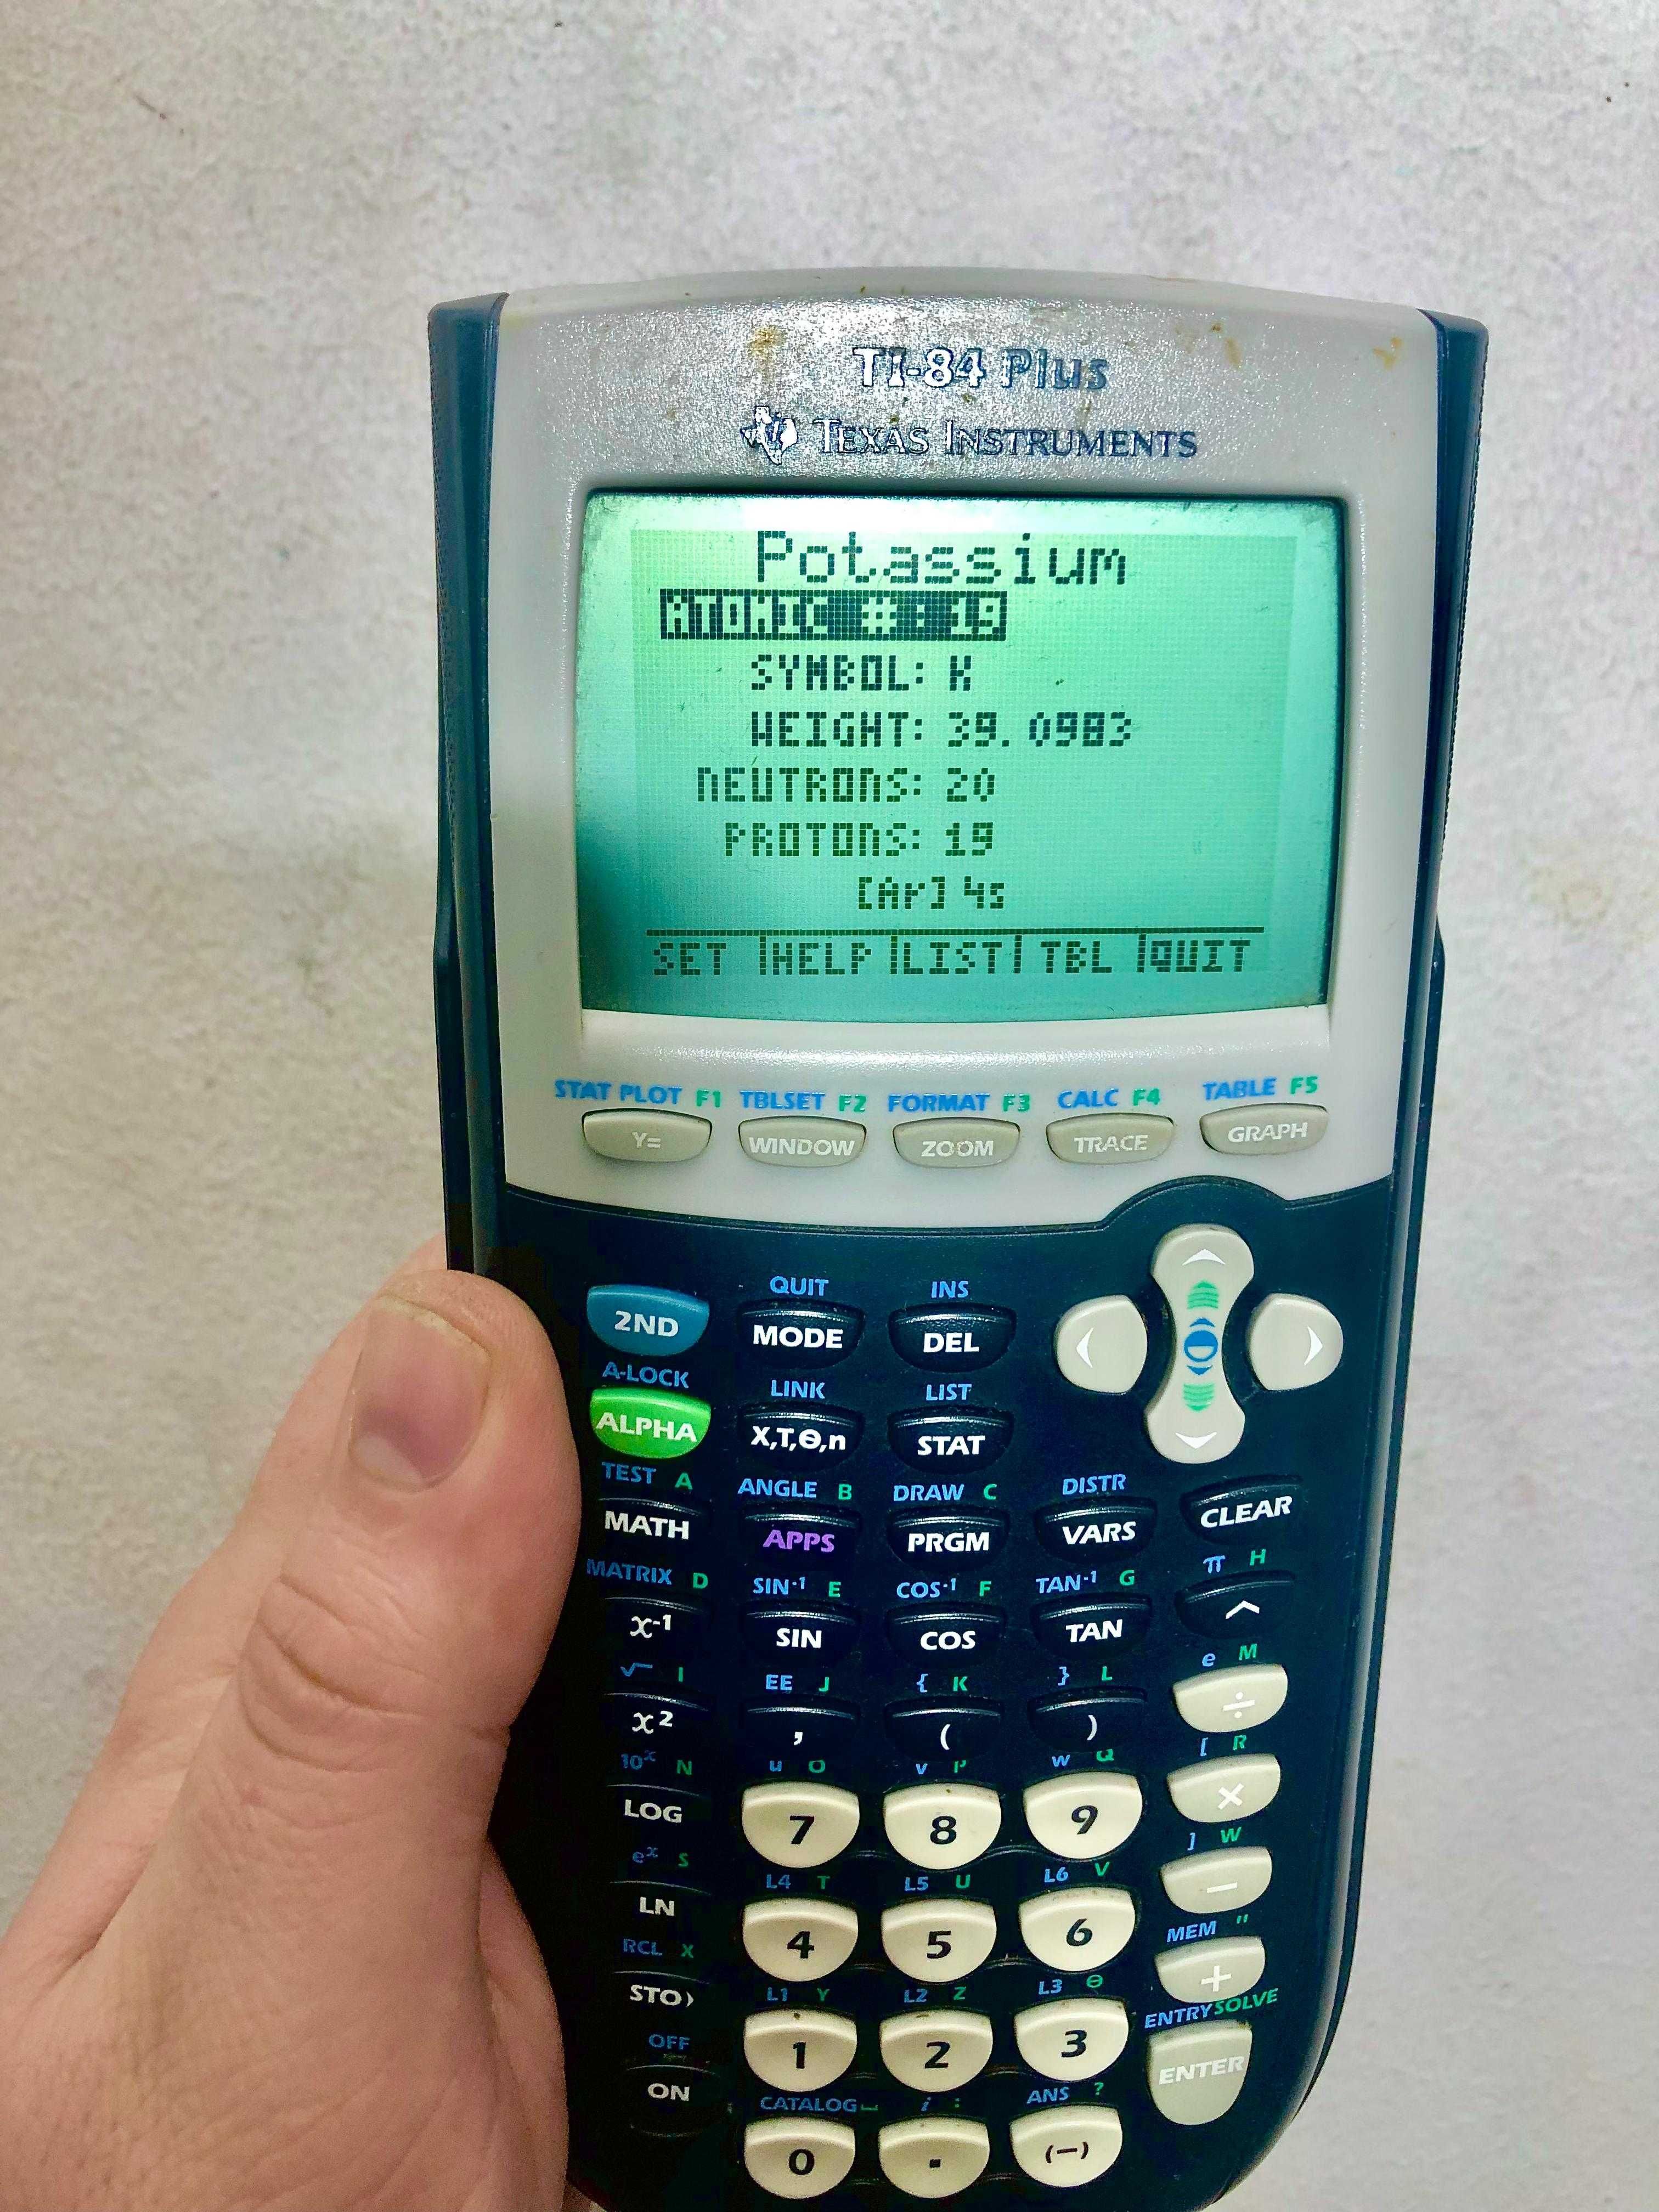 TI-84 Plus
TEXAS INSTRUMENTS
Potassium
ATOMIC #: 19
SYMBOL: K
WEIGHT: 39.0983
NEUTRONS: 20
PROTONS: 19
[Ar] 4s
SET |HELP |LIST| TBL |QUIT
STAT PLOT F1 TBLSET F2 FORMAT F3 CALC F4 TABLE F5
Y= WINDOW ZOOM TRACE GRAPH
QUIT INS
2ND MODE DEL
A-LOCK LINK LIST
ALPHA X,T,Θ,n STAT
TEST A ANGLE B DRAW C DISTR
MATH APPS PRGM VARS CLEAR
MATRIX D SIN⁻¹ E COS⁻¹ F TAN⁻¹ G π H
x⁻¹ SIN COS TAN ^
√ I EE J { K } L e M
x² , ( ) ÷
10ˣ N u O v P w Q [ R
LOG 7 8 9 ×
eˣ S L4 T L5 U L6 V ] W
LN 4 5 6 −
RCL X L1 Y L2 Z L3 Θ MEM "
STO› 1 2 3 +
OFF CATALOG ⎵ i : ANS ? ENTRY SOLVE
ON 0 . (−) ENTER